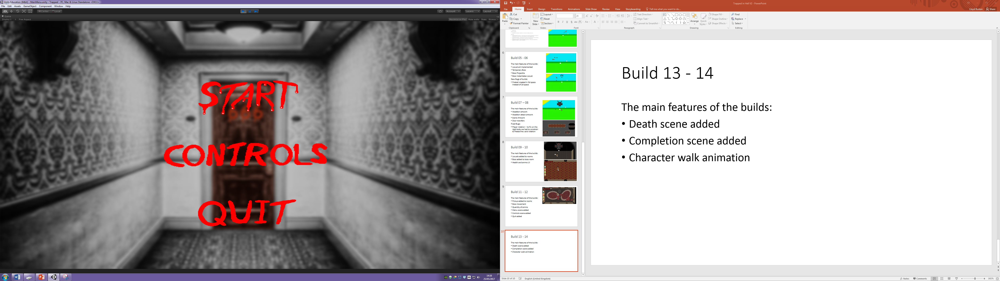 Unity Education (64bit) - MainMenu.unity - Trapped - PC, Mac & Linux Standalone <DX11>
File Edit Assets GameObject Component Window Help
Center Local
Account Layers Layout
Game
Display 1 Free Aspect
Maximize on Play Mute audio Stats Gizmos
START
CONTROLS
QUIT
14:16
25/05/2017
Trapped in Hell V2 - PowerPoint
Lloyd Burton Share
File Home Insert Design Transitions Animations Slide Show Review View Storyboarding Tell me what you want to do...
Paste
Cut
Copy
Format Painter
Clipboard
New Slide
Layout
Reset
Section
Slides
28
Font
Text Direction
Align Text
Convert to SmartArt
Paragraph
Arrange
Quick Styles
Shape Fill
Shape Outline
Shape Effects
Drawing
Find
Replace
Select
Editing
6
Build 05 - 06
The main features of the builds:
• Locust art implemented
• Temporary Boss
• Boss Projectile
• Boss Instantiates Locust
New Bugs of builds:
• Fireball created in 3d space
instead of 2d space
7
Build 07 – 08
The main features of the builds:
• Abaddon artwork
• Abaddon attack artwork
• Scene Artwork
• Door transfers
Fixed Bugs:
• Player rotation – to fix on the
rigid body we had to constrain
to freeze the z axis rotation
8
Build 09 - 10
The main features of the builds:
• Locusts added to rooms
• Boss added to boss room
• Health and ammo UI
9
Build 11 - 12
The main features of the builds:
• Pickup added to rooms
• Boss movement
• Quantity of ammo
• Menu scene added
• Controls scene added
• Quit added
10
Build 13 - 14
The main features of the builds:
• Death scene added
• Completion scene added
• Character walk animation
Build 13 - 14
The main features of the builds:
• Death scene added
• Completion scene added
• Character walk animation
Slide 10 of 10 English (United Kingdom)
Notes Comments 161%